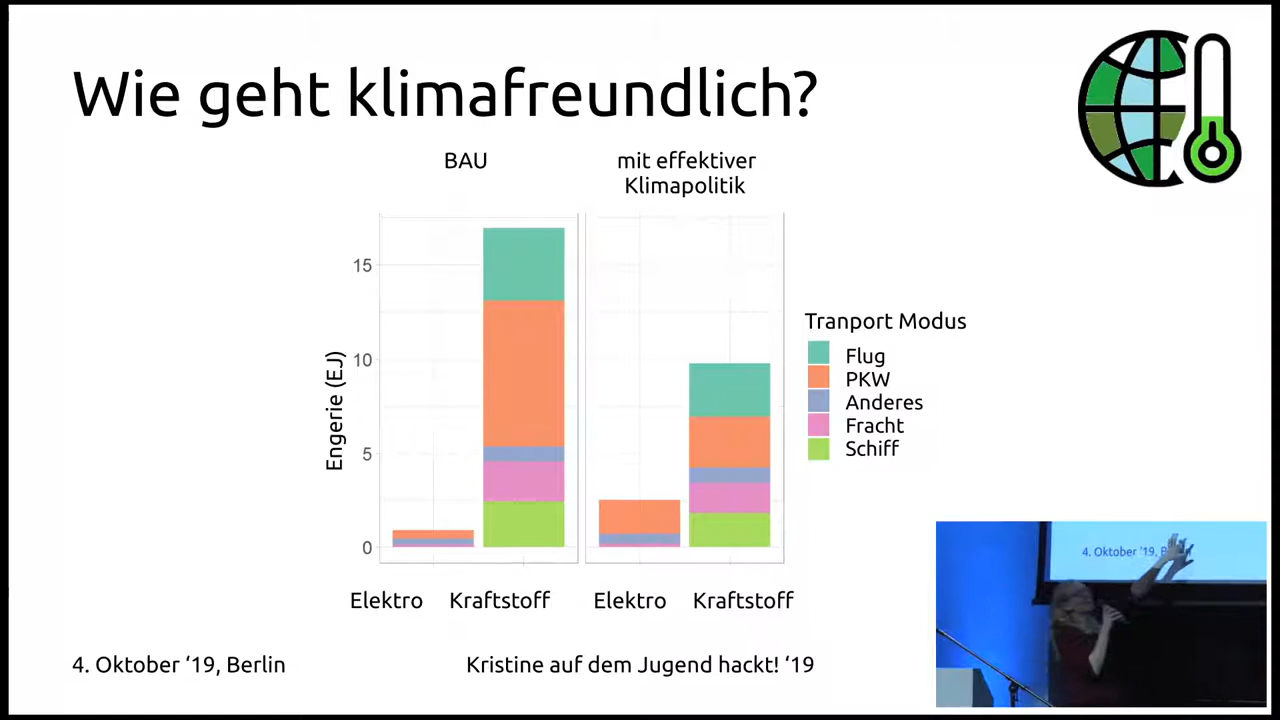 Wie geht klimafreundlich?
BAU
mit effektiver
Klimapolitik
Engerie (EJ)
15
10
5
0
Elektro
Kraftstoff
Elektro
Kraftstoff
Tranport Modus
Flug
PKW
Anderes
Fracht
Schiff
4. Oktober ‘19, Berlin
Kristine auf dem Jugend hackt! ‘19
4. Oktober ‘19, B